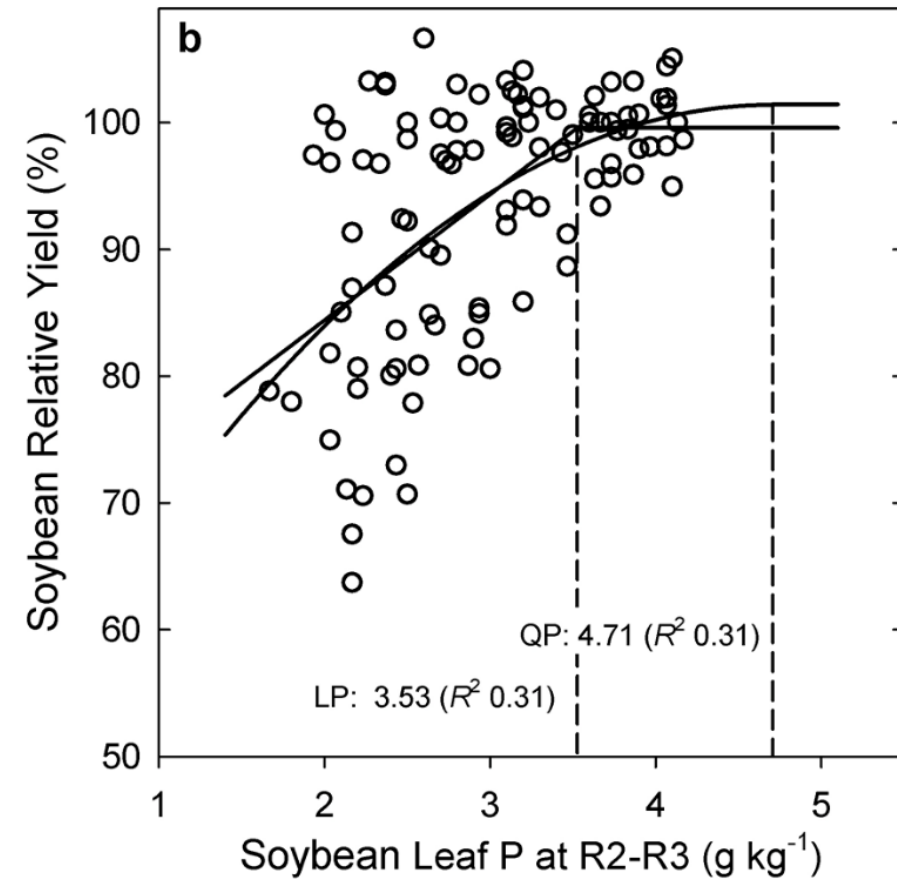 b
Soybean Relative Yield (%)
100
90
80
70
60
50
QP: 4.71 (R² 0.31)
LP: 3.53 (R² 0.31)
1 2 3 4 5
Soybean Leaf P at R2-R3 (g kg⁻¹)